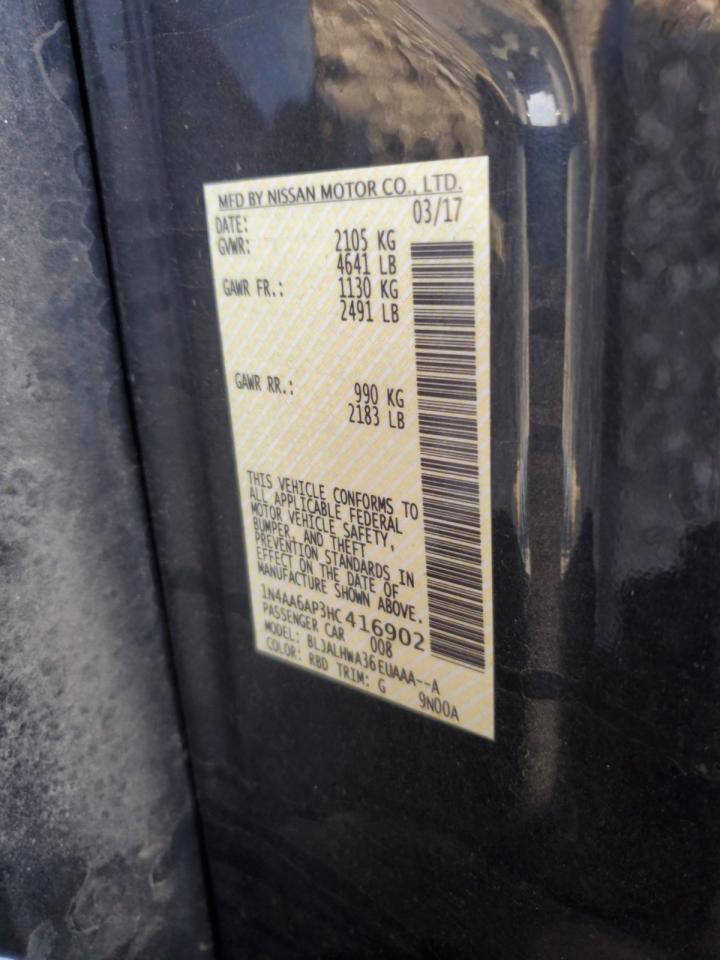 MFD BY NISSAN MOTOR CO., LTD.
DATE: 03/17
GVWR: 2105 KG
4641 LB
GAWR FR.: 1130 KG
2491 LB
GAWR RR.: 990 KG
2183 LB
THIS VEHICLE CONFORMS TO
ALL APPLICABLE FEDERAL
MOTOR VEHICLE SAFETY,
BUMPER, AND THEFT
PREVENTION STANDARDS IN
EFFECT ON THE DATE OF
MANUFACTURE SHOWN ABOVE.
1N4AA6AP3HC416902
PASSENGER CAR 008
MODEL: BLJALHWA36EUAAA--A
COLOR: RBD TRIM: G 9N00A